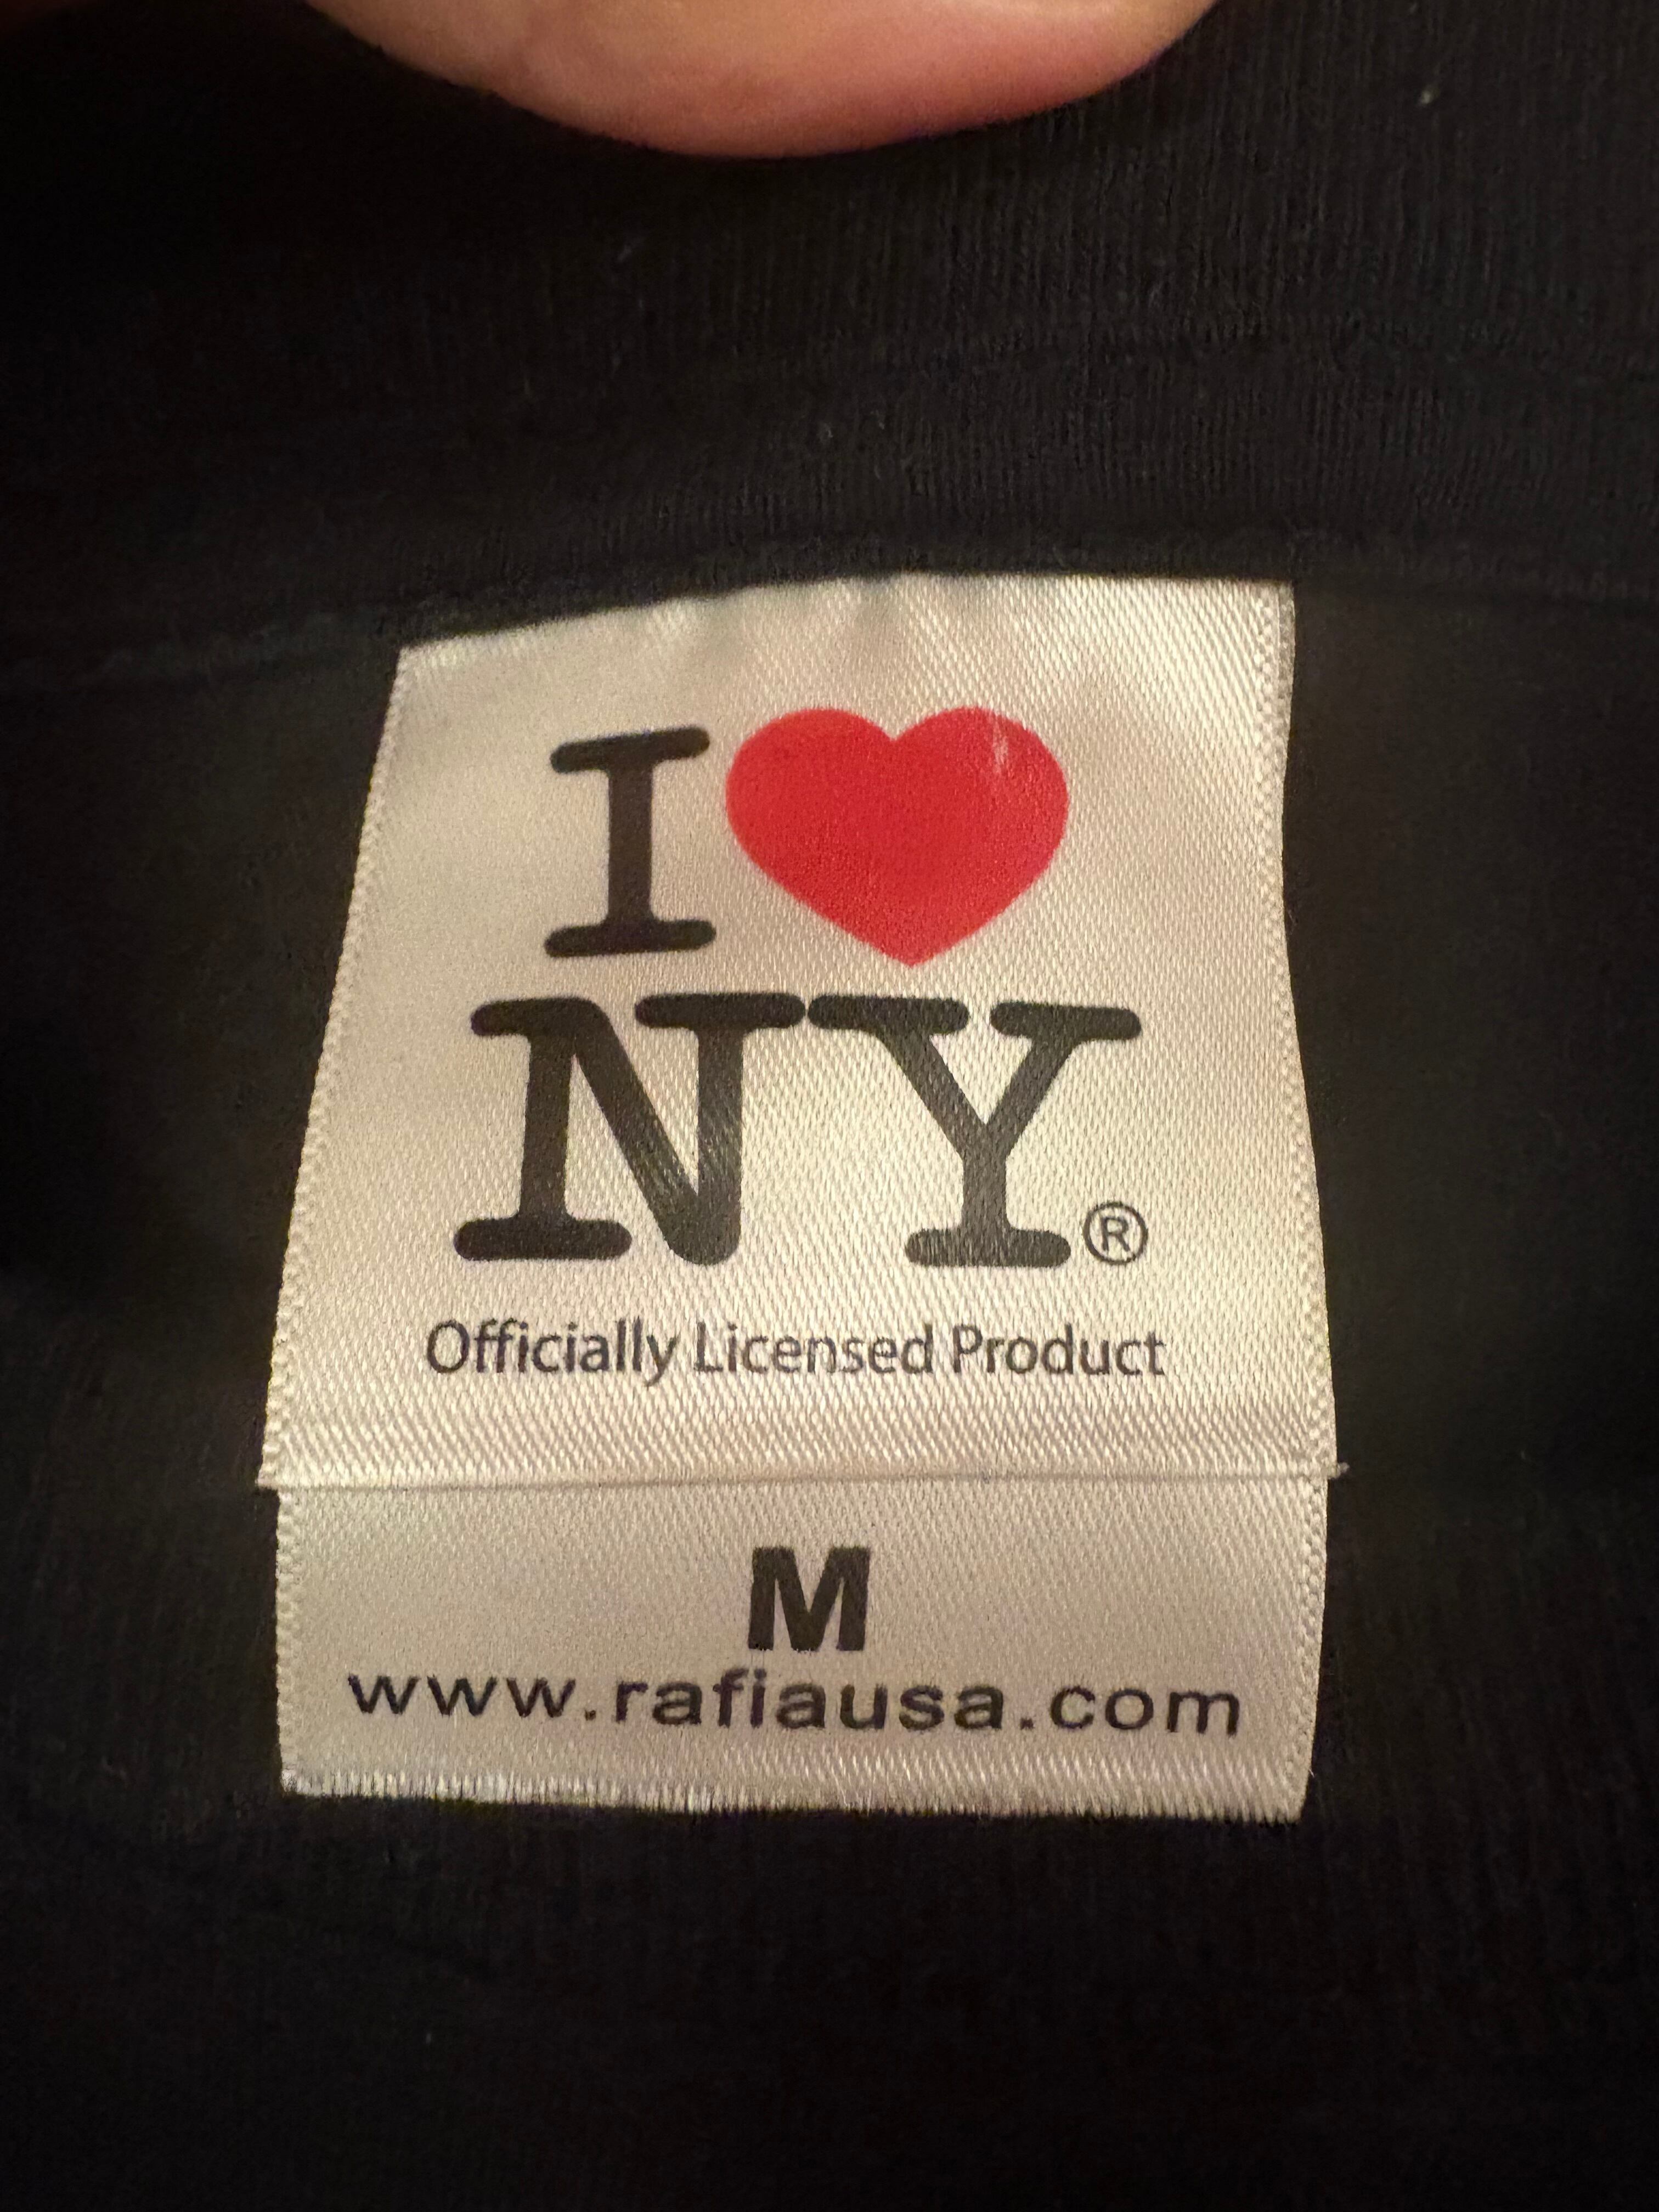 I ❤
NY®
Officially Licensed Product
M
www.rafiausa.com